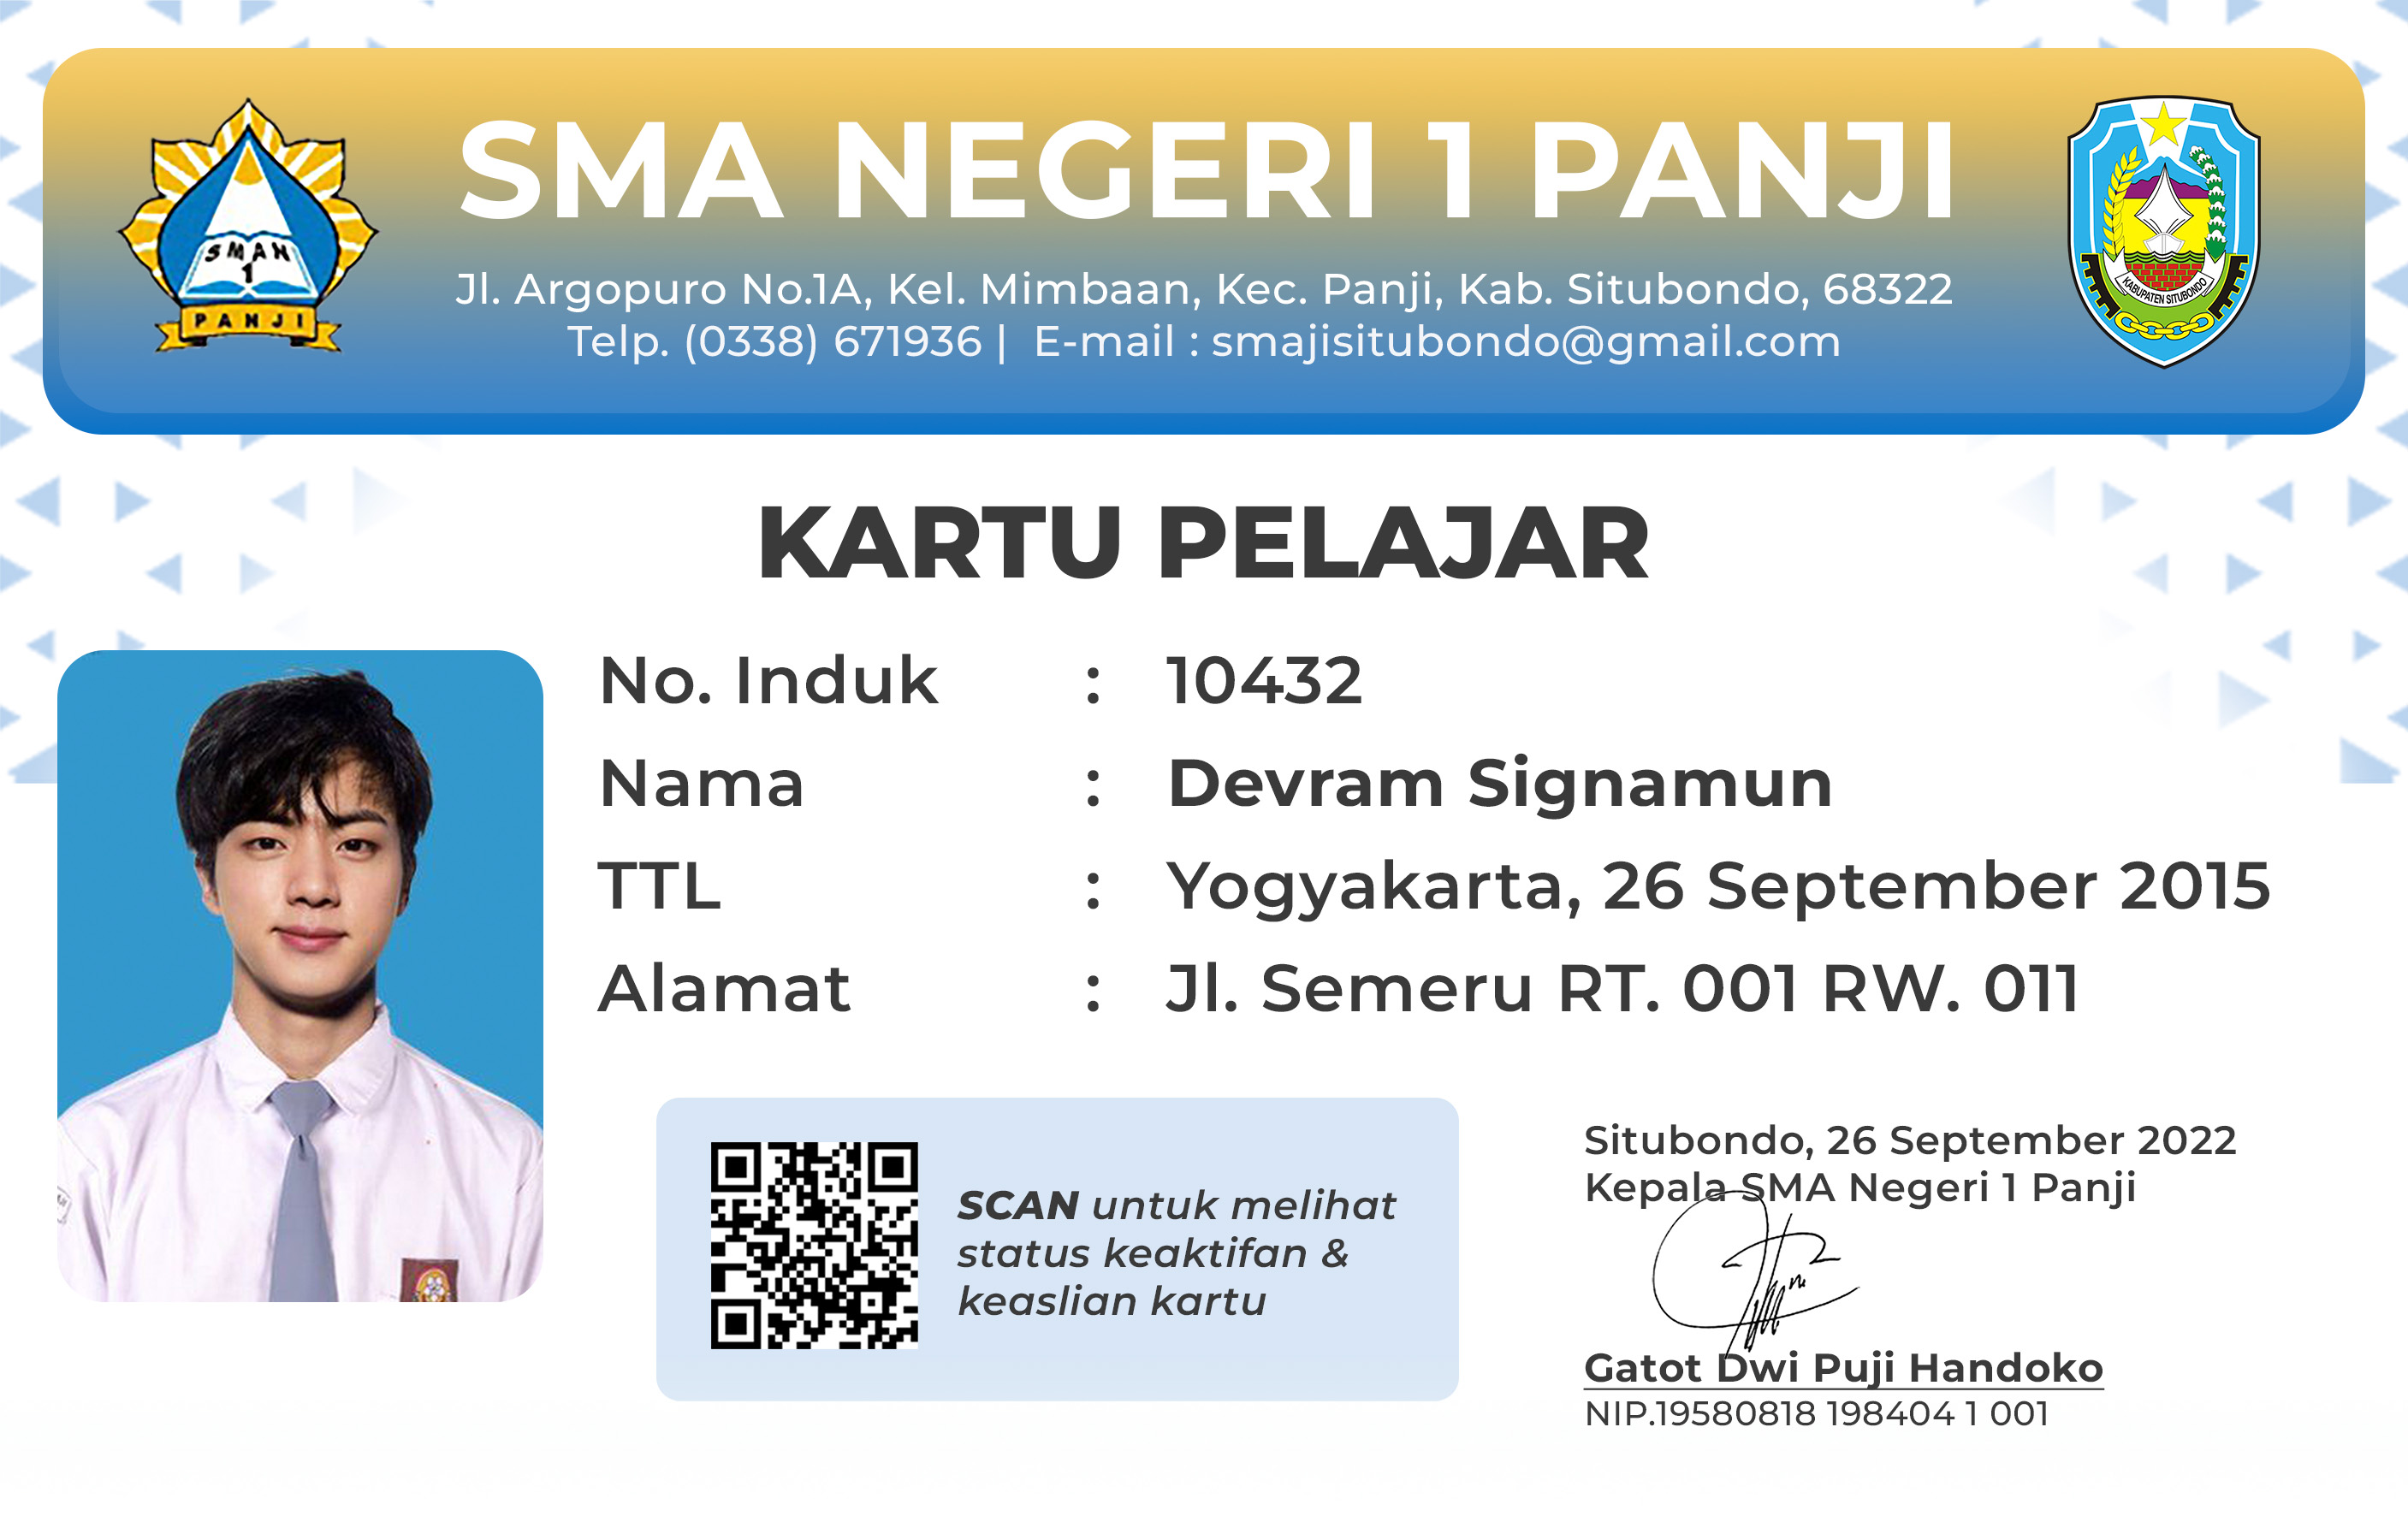 SMA NEGERI 1 PANJI
Jl. Argopuro No.1A, Kel. Mimbaan, Kec. Panji, Kab. Situbondo, 68322
Telp. (0338) 671936 | E-mail : smajisitubondo@gmail.com
SMAN
1
PANJI
KABUPATEN SITUBONDO
KARTU PELAJAR
No. Induk : 10432
Nama : Devram Signamun
TTL : Yogyakarta, 26 September 2015
Alamat : Jl. Semeru RT. 001 RW. 011
SCAN untuk melihat
status keaktifan &
keaslian kartu
Situbondo, 26 September 2022
Kepala SMA Negeri 1 Panji
Gatot Dwi Puji Handoko
NIP.19580818 198404 1 001